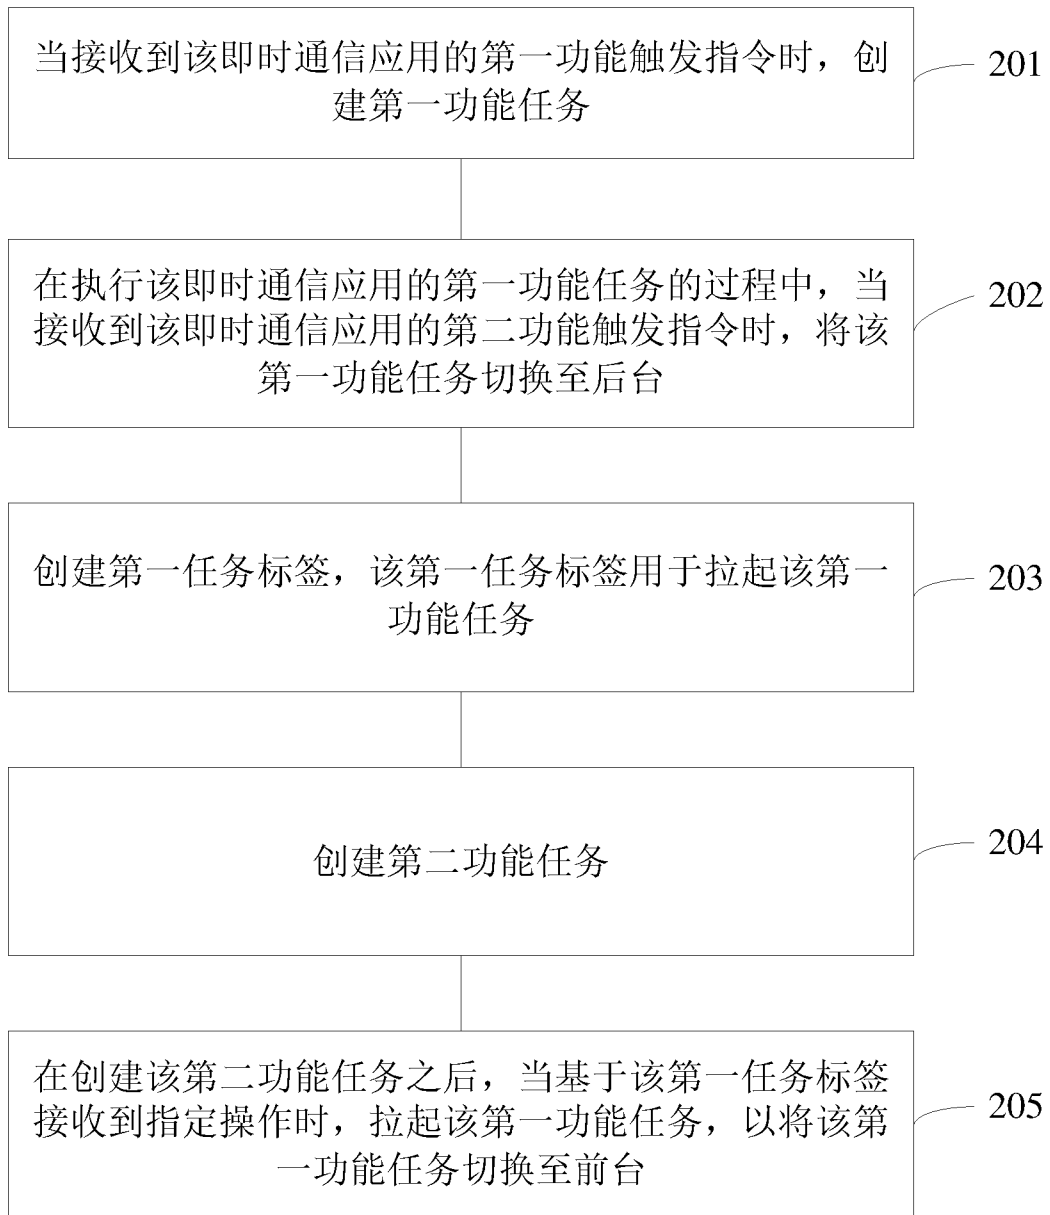 当接收到该即时通信应用的第一功能触发指令时，创
建第一功能任务
201
在执行该即时通信应用的第一功能任务的过程中，当
接收到该即时通信应用的第二功能触发指令时，将该
第一功能任务切换至后台
202
创建第一任务标签，该第一任务标签用于拉起该第一
功能任务
203
创建第二功能任务
204
在创建该第二功能任务之后，当基于该第一任务标签
接收到指定操作时，拉起该第一功能任务，以将该第
一功能任务切换至前台
205